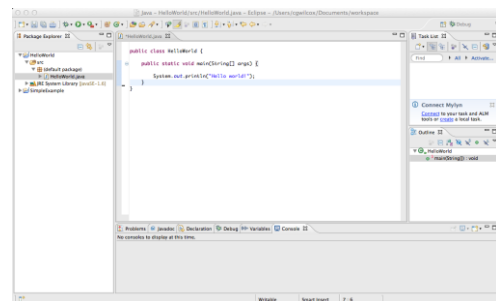 Java - HelloWorld/src/HelloWorld.java - Eclipse - /Users/cgwilcox/Documents/workspace
Debug
Package Explorer
HelloWorld
src
(default package)
HelloWorld.java
JRE System Library [JavaSE-1.6]
SimpleExample
*HelloWorld.java
public class HelloWorld {
public static void main(String[] args) {
System.out.println("Hello world!");
}
}
Task List
Find
All
Activate...
Connect Mylyn
Connect to your task and ALM
tools or create a local task.
Outline
HelloWorld
main(String[]) : void
Problems
Javadoc
Declaration
Debug
Variables
Console
No consoles to display at this time.
Writable
Smart Insert
7 : 6